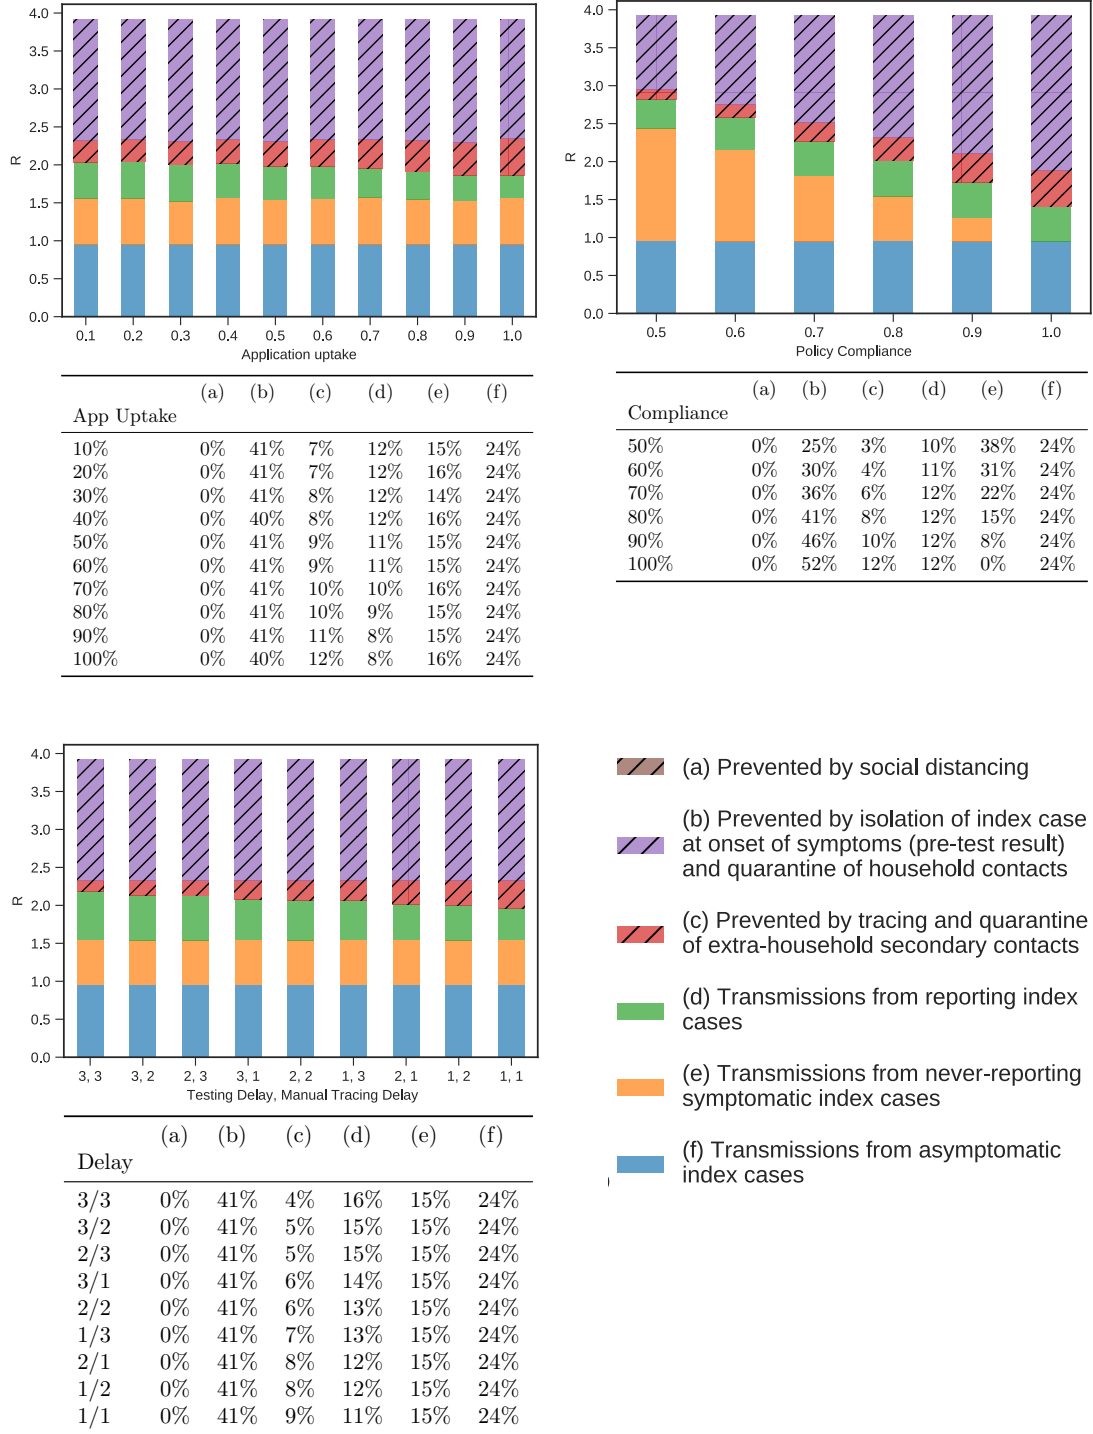 4.0
3.5
3.0
2.5
2.0
1.5
1.0
0.5
0.0
R
0.1 0.2 0.3 0.4 0.5 0.6 0.7 0.8 0.9 1.0
Application uptake
(a) (b) (c) (d) (e) (f)
App Uptake
10% 0% 41% 7% 12% 15% 24%
20% 0% 41% 7% 12% 16% 24%
30% 0% 41% 8% 12% 14% 24%
40% 0% 40% 8% 12% 16% 24%
50% 0% 41% 9% 11% 15% 24%
60% 0% 41% 9% 11% 15% 24%
70% 0% 41% 10% 10% 16% 24%
80% 0% 41% 10% 9% 15% 24%
90% 0% 41% 11% 8% 15% 24%
100% 0% 40% 12% 8% 16% 24%
4.0
3.5
3.0
2.5
2.0
1.5
1.0
0.5
0.0
R
0.5 0.6 0.7 0.8 0.9 1.0
Policy Compliance
(a) (b) (c) (d) (e) (f)
Compliance
50% 0% 25% 3% 10% 38% 24%
60% 0% 30% 4% 11% 31% 24%
70% 0% 36% 6% 12% 22% 24%
80% 0% 41% 8% 12% 15% 24%
90% 0% 46% 10% 12% 8% 24%
100% 0% 52% 12% 12% 0% 24%
4.0
3.5
3.0
2.5
2.0
1.5
1.0
0.5
0.0
R
3, 3 3, 2 2, 3 3, 1 2, 2 1, 3 2, 1 1, 2 1, 1
Testing Delay, Manual Tracing Delay
(a) (b) (c) (d) (e) (f)
Delay
3/3 0% 41% 4% 16% 15% 24%
3/2 0% 41% 5% 15% 15% 24%
2/3 0% 41% 5% 15% 15% 24%
3/1 0% 41% 6% 14% 15% 24%
2/2 0% 41% 6% 13% 15% 24%
1/3 0% 41% 7% 13% 15% 24%
2/1 0% 41% 8% 12% 15% 24%
1/2 0% 41% 8% 12% 15% 24%
1/1 0% 41% 9% 11% 15% 24%
(a) Prevented by social distancing
(b) Prevented by isolation of index case
at onset of symptoms (pre-test result)
and quarantine of household contacts
(c) Prevented by tracing and quarantine
of extra-household secondary contacts
(d) Transmissions from reporting index
cases
(e) Transmissions from never-reporting
symptomatic index cases
(f) Transmissions from asymptomatic
index cases